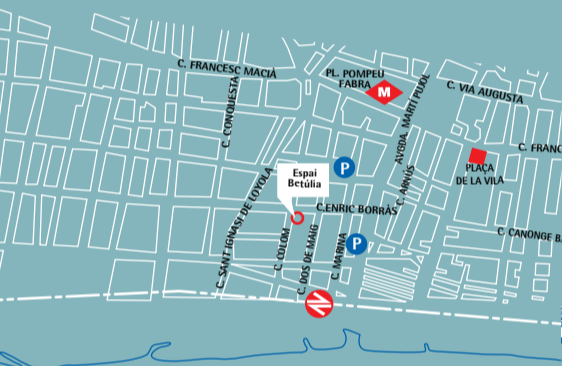 C. FRANCESC MACIÀ
PL. POMPEU
FABRA
M
C. VIA AUGUSTA
C. CONQUESTA
AVGDA. MARTÍ PUJOL
C. FRANC
P
PLAÇA
DE LA VILA
Espai
Betúlia
C. ARNÚS
C. SANT IGNASI DE LOYOLA
C.ENRIC BORRÀS
C. COLOM
C. DOS DE MAIG
C. MARINA
P
C. CANONGE BA